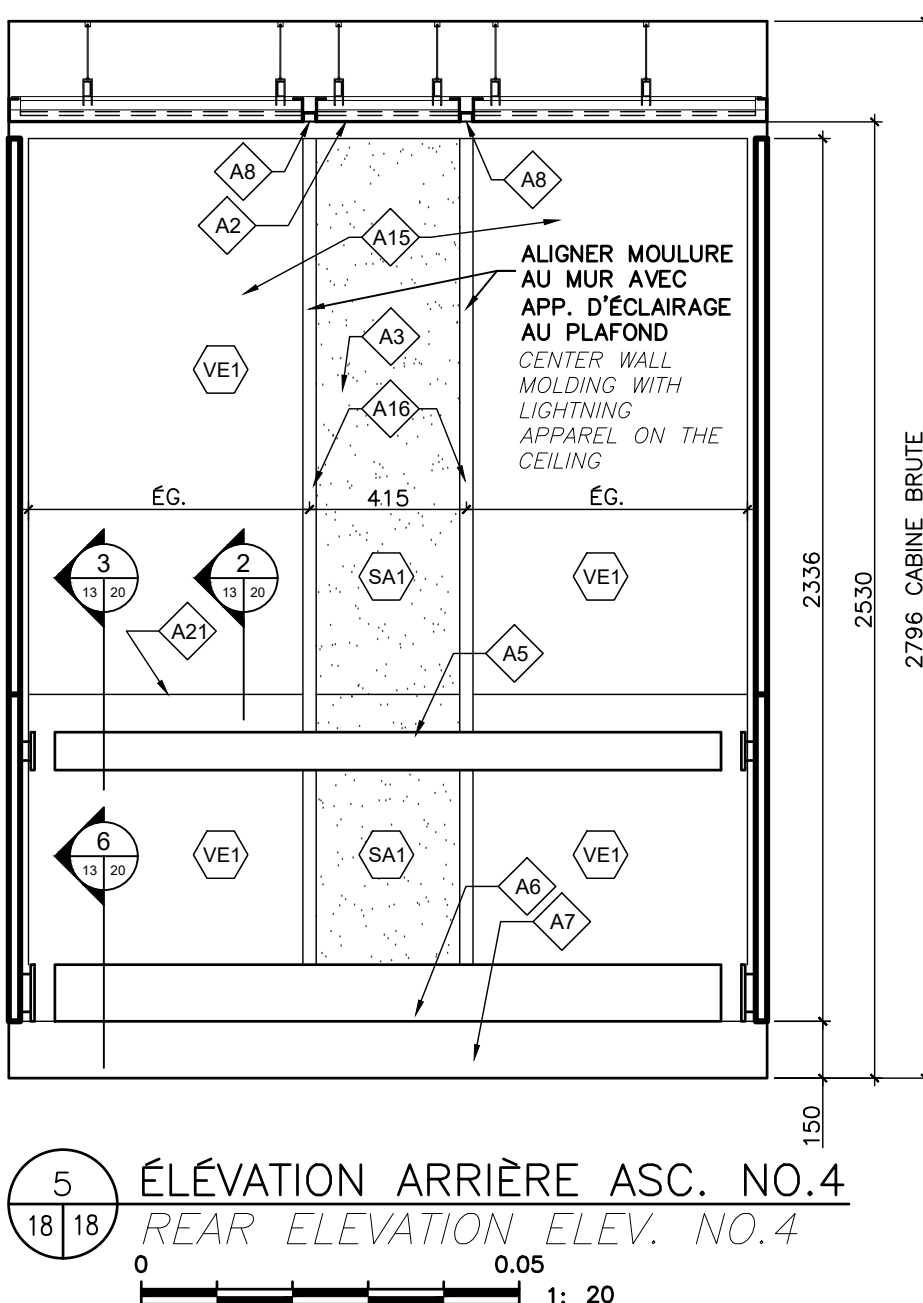 A8
A8
A2
A15
ALIGNER MOULURE
AU MUR AVEC
APP. D'ÉCLAIRAGE
AU PLAFOND
CENTER WALL
MOLDING WITH
LIGHTNING
APPAREL ON THE
CEILING
A3
VE1
A16
ÉG.
415
ÉG.
3
13 20
2
13 20
SA1
VE1
A21
A5
2336
2530
2796 CABINE BRUTE
6
13 20
VE1
SA1
VE1
A6
A7
150
5
18 18
ÉLÉVATION ARRIÈRE ASC. NO.4
REAR ELEVATION ELEV. NO.4
0
0.05
1: 20